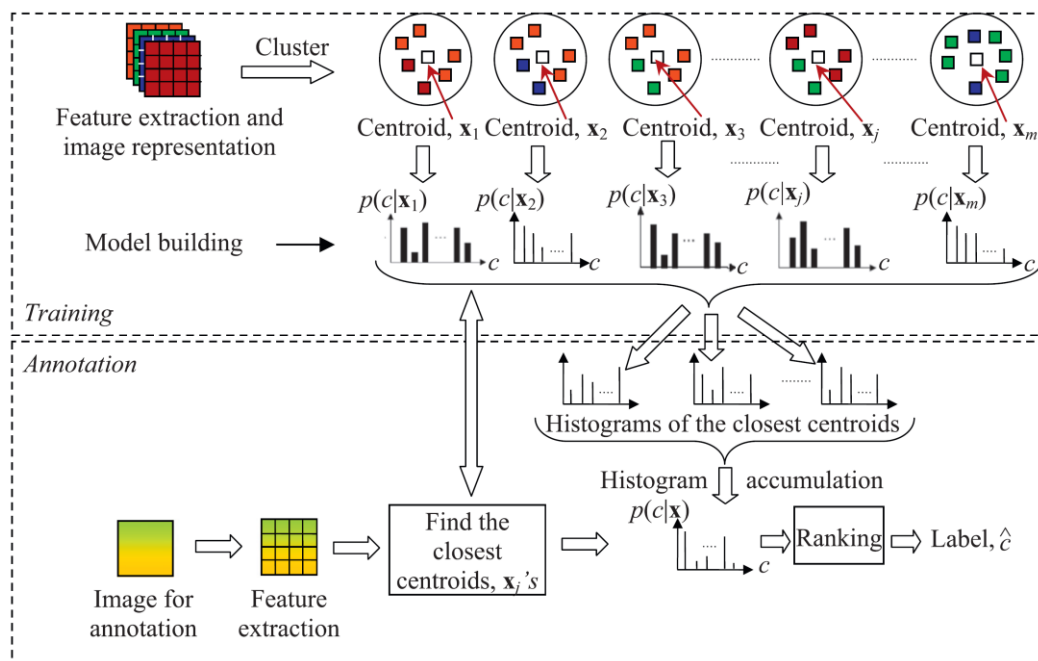 Cluster
Feature extraction and
image representation
Centroid, x₁ Centroid, x₂ Centroid, x₃ Centroid, xⱼ Centroid, xₘ
p(c|x₁) p(c|x₂) p(c|x₃) p(c|xⱼ) p(c|xₘ)
Model building
c c c c c
Training
Annotation
Histograms of the closest centroids
Histogram accumulation
p(c|x)
Find the
closest
centroids, xⱼ's
c
Ranking
Label, ĉ
Image for
annotation
Feature
extraction